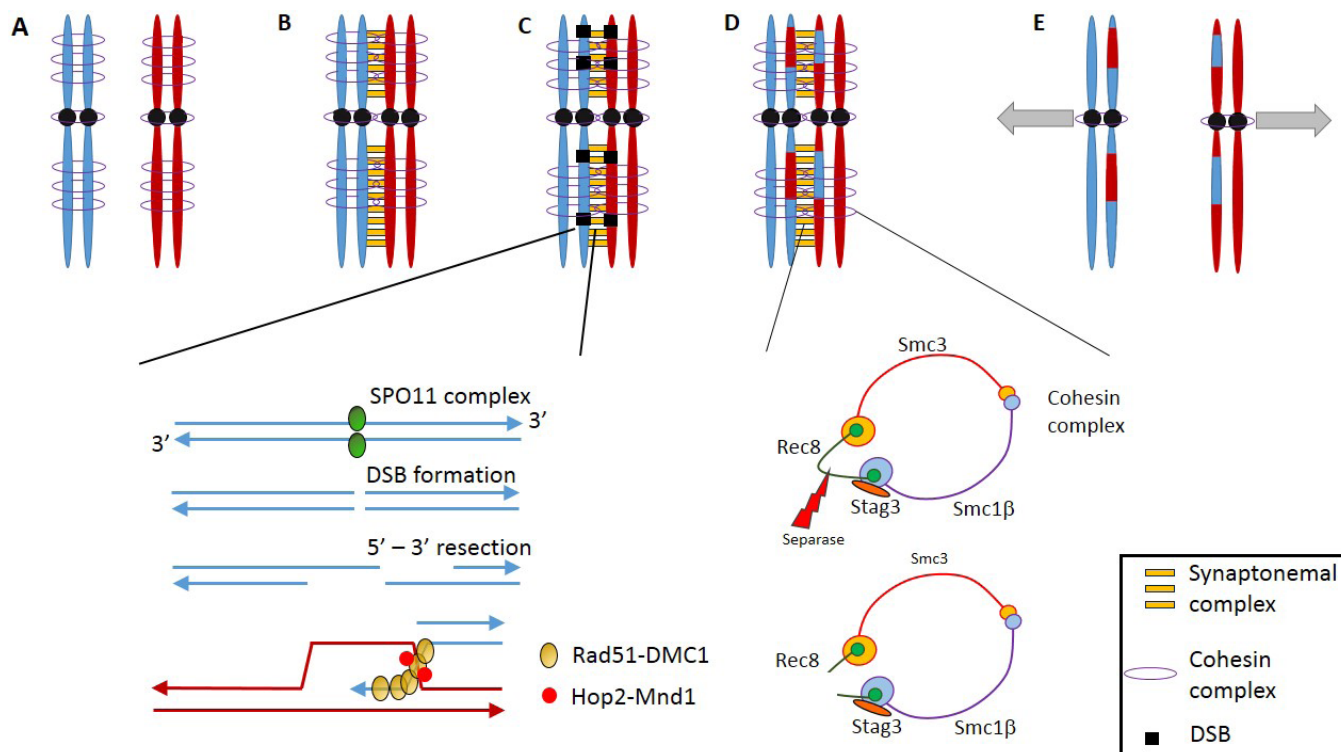 A
B
C
D
E
SPO11 complex
3’
3’
DSB formation
5’ – 3’ resection
Rad51-DMC1
Hop2-Mnd1
Smc3
Cohesin
complex
Rec8
Stag3
Smc1β
Separase
Smc3
Rec8
Stag3
Smc1β
Synaptonemal
complex
Cohesin
complex
DSB